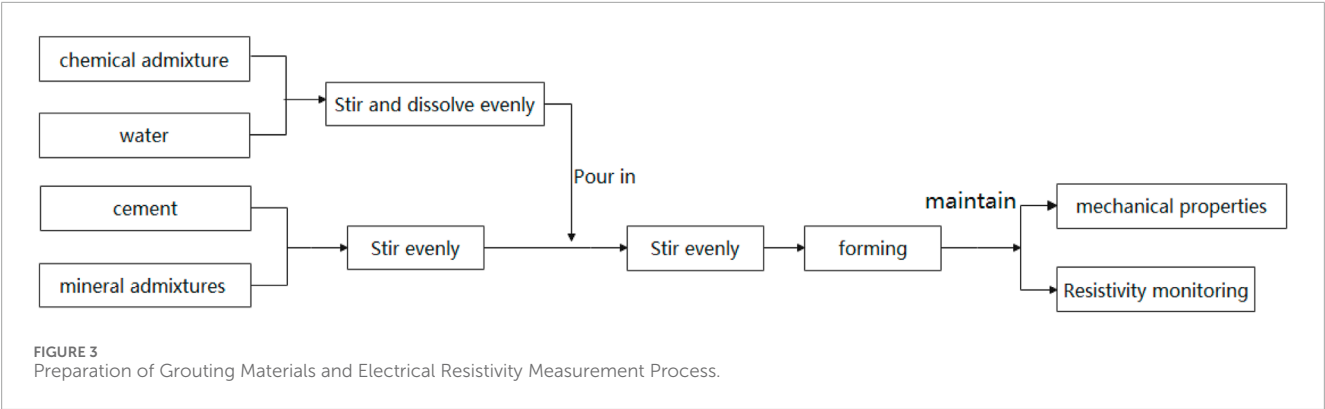 chemical admixture
water
Stir and dissolve evenly
Pour in
cement
mineral admixtures
Stir evenly
Stir evenly
forming
maintain
mechanical properties
Resistivity monitoring
FIGURE 3
Preparation of Grouting Materials and Electrical Resistivity Measurement Process.